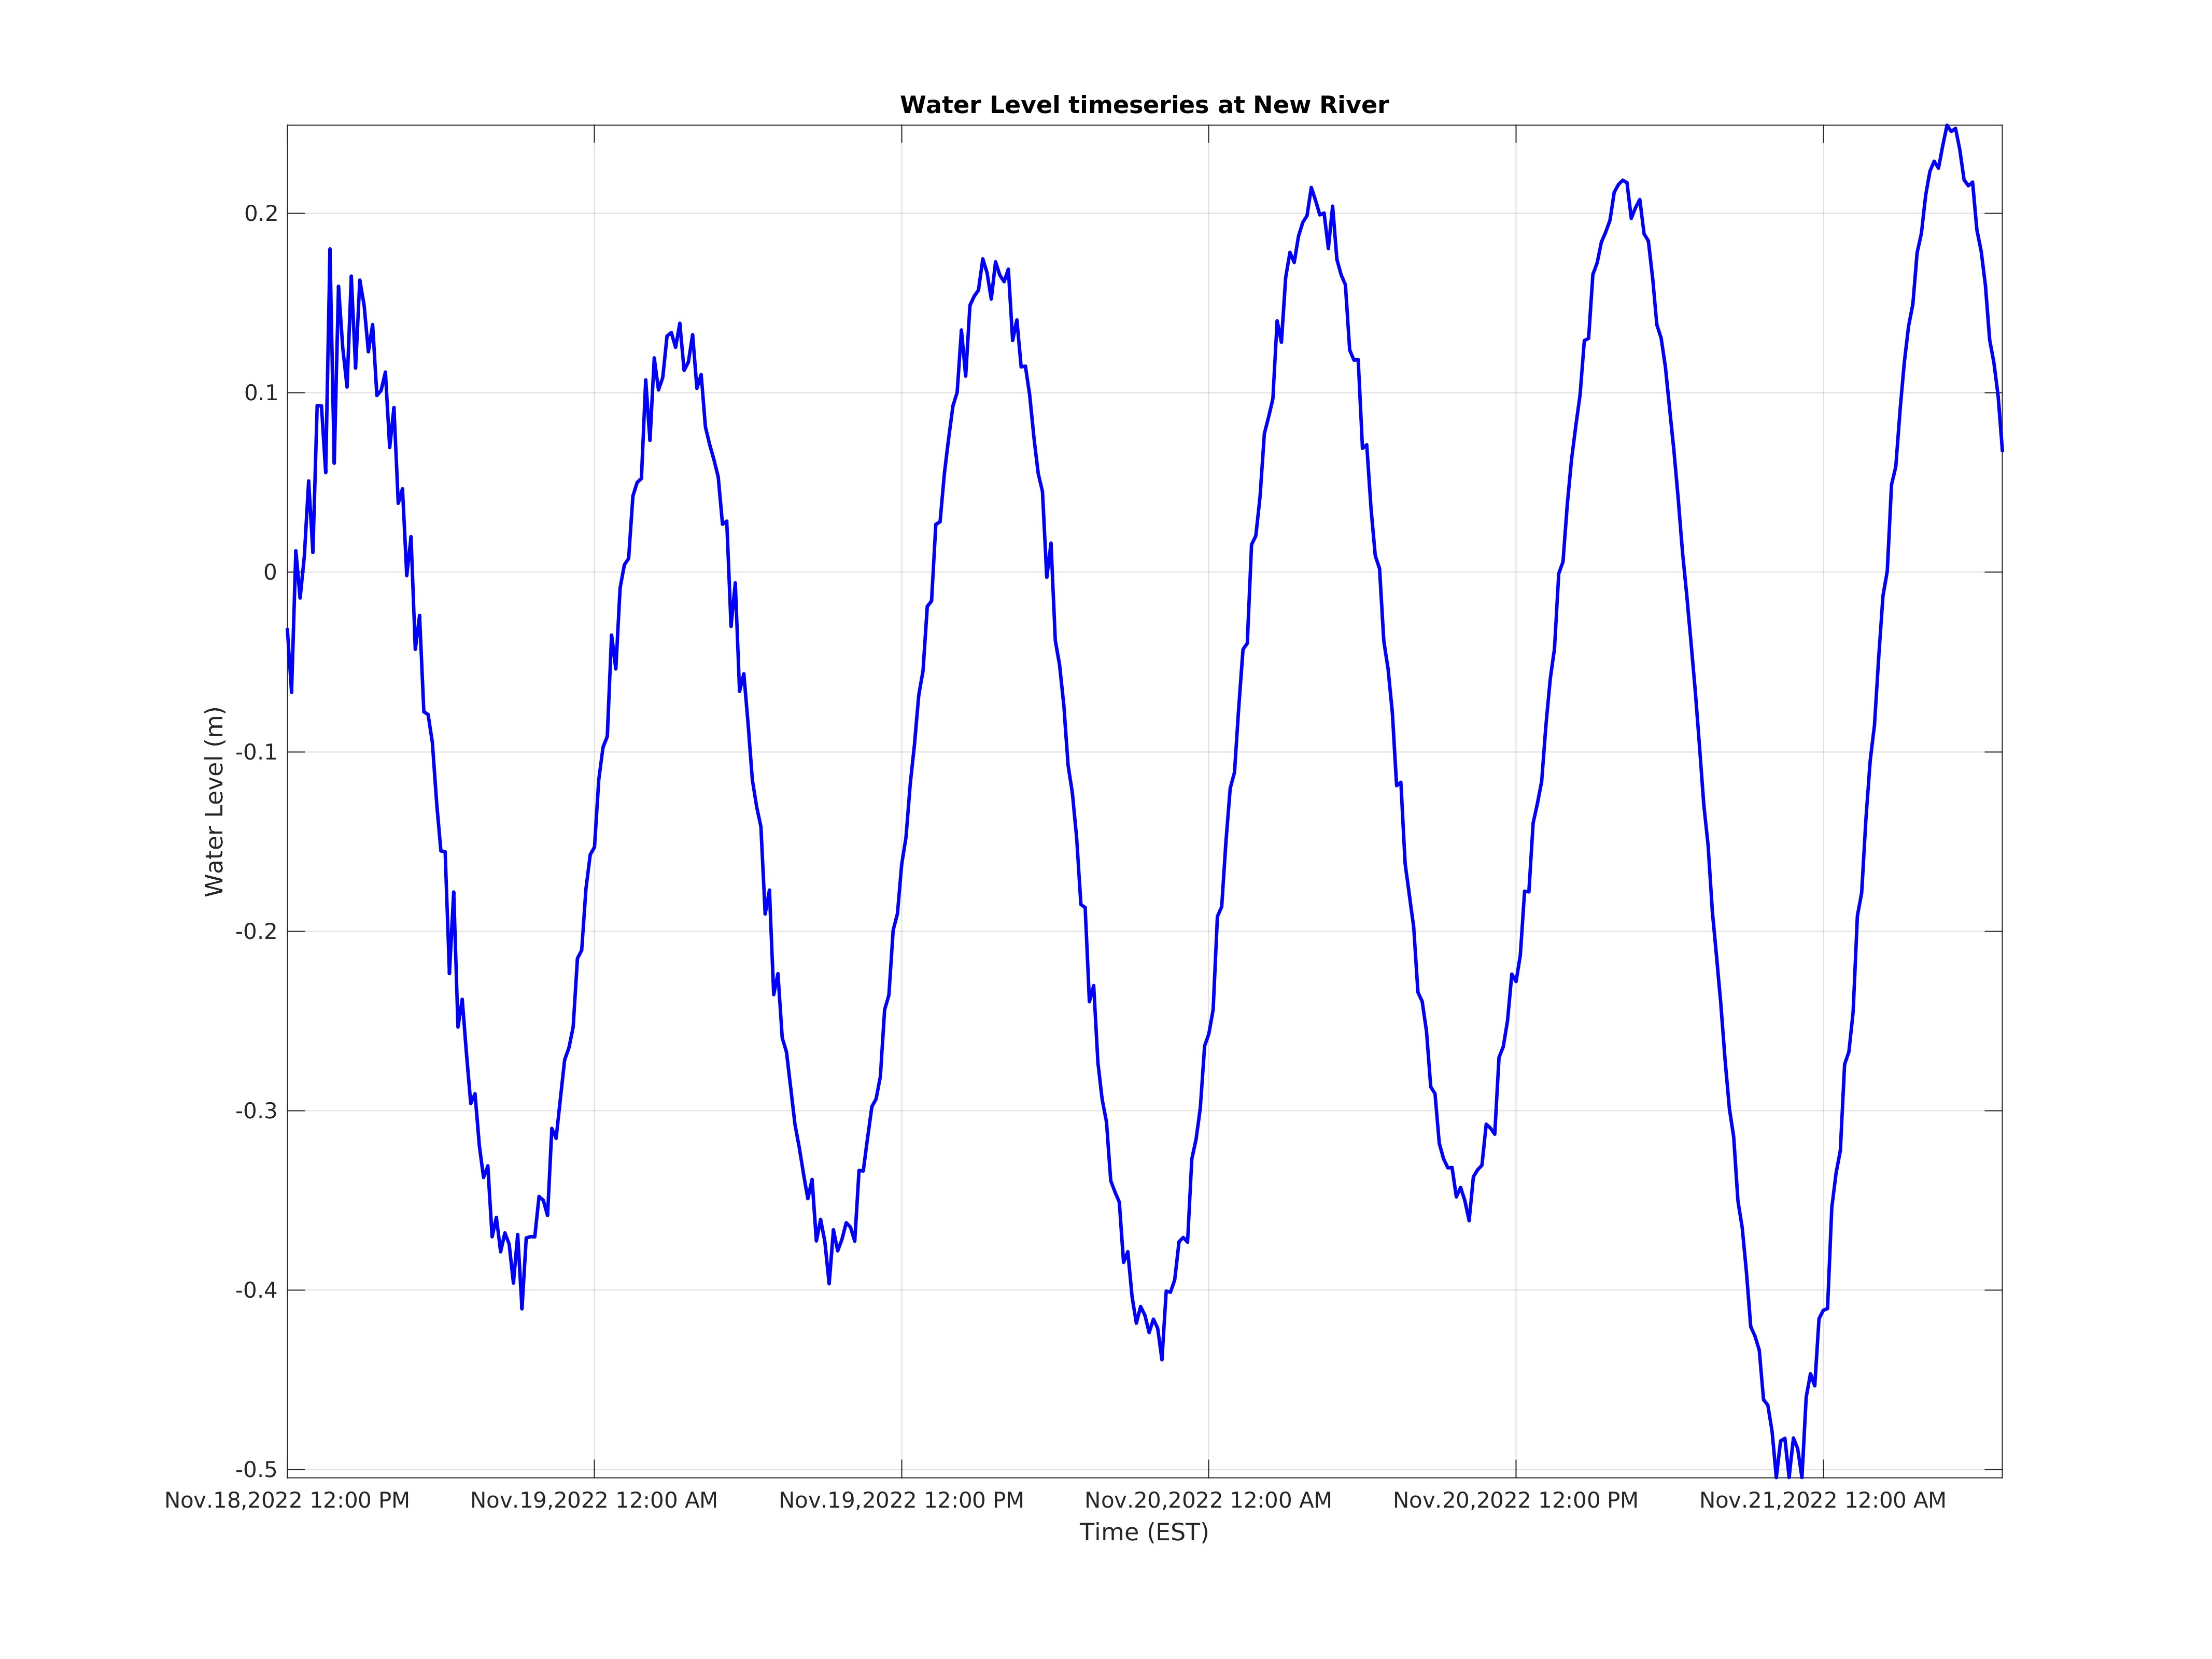 Water Level timeseries at New River
0.2
0.1
0
-0.1
-0.2
-0.3
-0.4
-0.5
Water Level (m)
Nov.18,2022 12:00 PM
Nov.19,2022 12:00 AM
Nov.19,2022 12:00 PM
Nov.20,2022 12:00 AM
Nov.20,2022 12:00 PM
Nov.21,2022 12:00 AM
Time (EST)